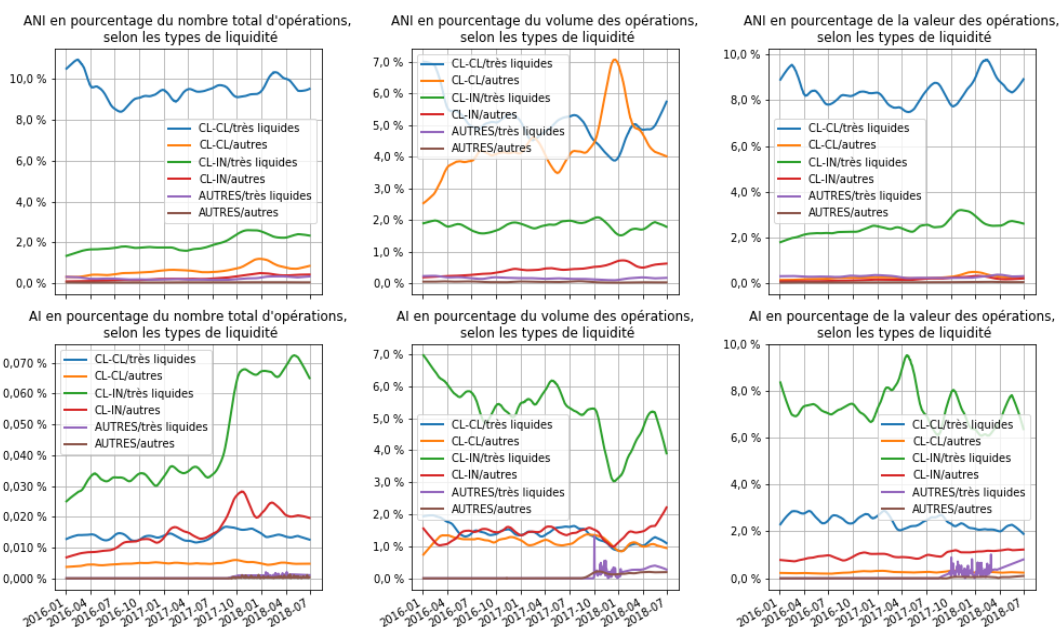 ANI en pourcentage du nombre total d'opérations,
selon les types de liquidité
10,0 %
8,0 %
6,0 %
4,0 %
2,0 %
0,0 %
CL-CL/très liquides
CL-CL/autres
CL-IN/très liquides
CL-IN/autres
AUTRES/très liquides
AUTRES/autres
ANI en pourcentage du volume des opérations,
selon les types de liquidité
7,0 %
6,0 %
5,0 %
4,0 %
3,0 %
2,0 %
1,0 %
0,0 %
CL-CL/très liquides
CL-CL/autres
CL-IN/très liquides
CL-IN/autres
AUTRES/très liquides
AUTRES/autres
ANI en pourcentage de la valeur des opérations,
selon les types de liquidité
10,0 %
8,0 %
6,0 %
4,0 %
2,0 %
0,0 %
CL-CL/très liquides
CL-CL/autres
CL-IN/très liquides
CL-IN/autres
AUTRES/très liquides
AUTRES/autres
AI en pourcentage du nombre total d'opérations,
selon les types de liquidité
0,070 %
0,060 %
0,050 %
0,040 %
0,030 %
0,020 %
0,010 %
0,000 %
CL-CL/très liquides
CL-CL/autres
CL-IN/très liquides
CL-IN/autres
AUTRES/très liquides
AUTRES/autres
2016-01
2016-04
2016-07
2016-10
2017-01
2017-04
2017-07
2017-10
2018-01
2018-04
2018-07
AI en pourcentage du volume des opérations,
selon les types de liquidité
7,0 %
6,0 %
5,0 %
4,0 %
3,0 %
2,0 %
1,0 %
0,0 %
CL-CL/très liquides
CL-CL/autres
CL-IN/très liquides
CL-IN/autres
AUTRES/très liquides
AUTRES/autres
2016-01
2016-04
2016-07
2016-10
2017-01
2017-04
2017-07
2017-10
2018-01
2018-04
2018-07
AI en pourcentage de la valeur des opérations,
selon les types de liquidité
10,0 %
8,0 %
6,0 %
4,0 %
2,0 %
0,0 %
CL-CL/très liquides
CL-CL/autres
CL-IN/très liquides
CL-IN/autres
AUTRES/très liquides
AUTRES/autres
2016-01
2016-04
2016-07
2016-10
2017-01
2017-04
2017-07
2017-10
2018-01
2018-04
2018-07